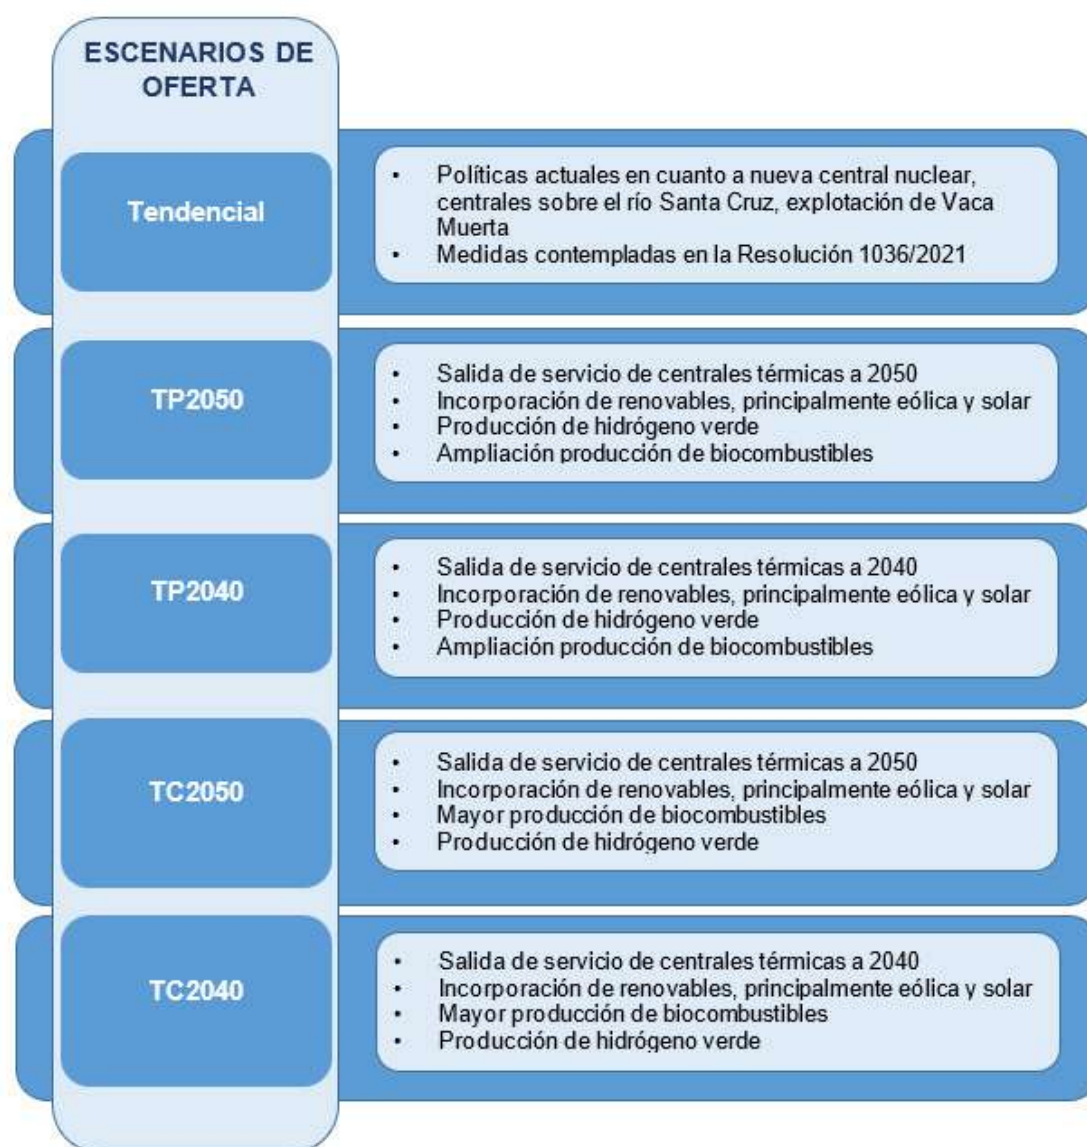 ESCENARIOS DE
OFERTA
Tendencial
• Políticas actuales en cuanto a nueva central nuclear,
centrales sobre el río Santa Cruz, explotación de Vaca
Muerta
• Medidas contempladas en la Resolución 1036/2021
TP2050
• Salida de servicio de centrales térmicas a 2050
• Incorporación de renovables, principalmente eólica y solar
• Producción de hidrógeno verde
• Ampliación producción de biocombustibles
TP2040
• Salida de servicio de centrales térmicas a 2040
• Incorporación de renovables, principalmente eólica y solar
• Producción de hidrógeno verde
• Ampliación producción de biocombustibles
TC2050
• Salida de servicio de centrales térmicas a 2050
• Incorporación de renovables, principalmente eólica y solar
• Mayor producción de biocombustibles
• Producción de hidrógeno verde
TC2040
• Salida de servicio de centrales térmicas a 2040
• Incorporación de renovables, principalmente eólica y solar
• Mayor producción de biocombustibles
• Producción de hidrógeno verde